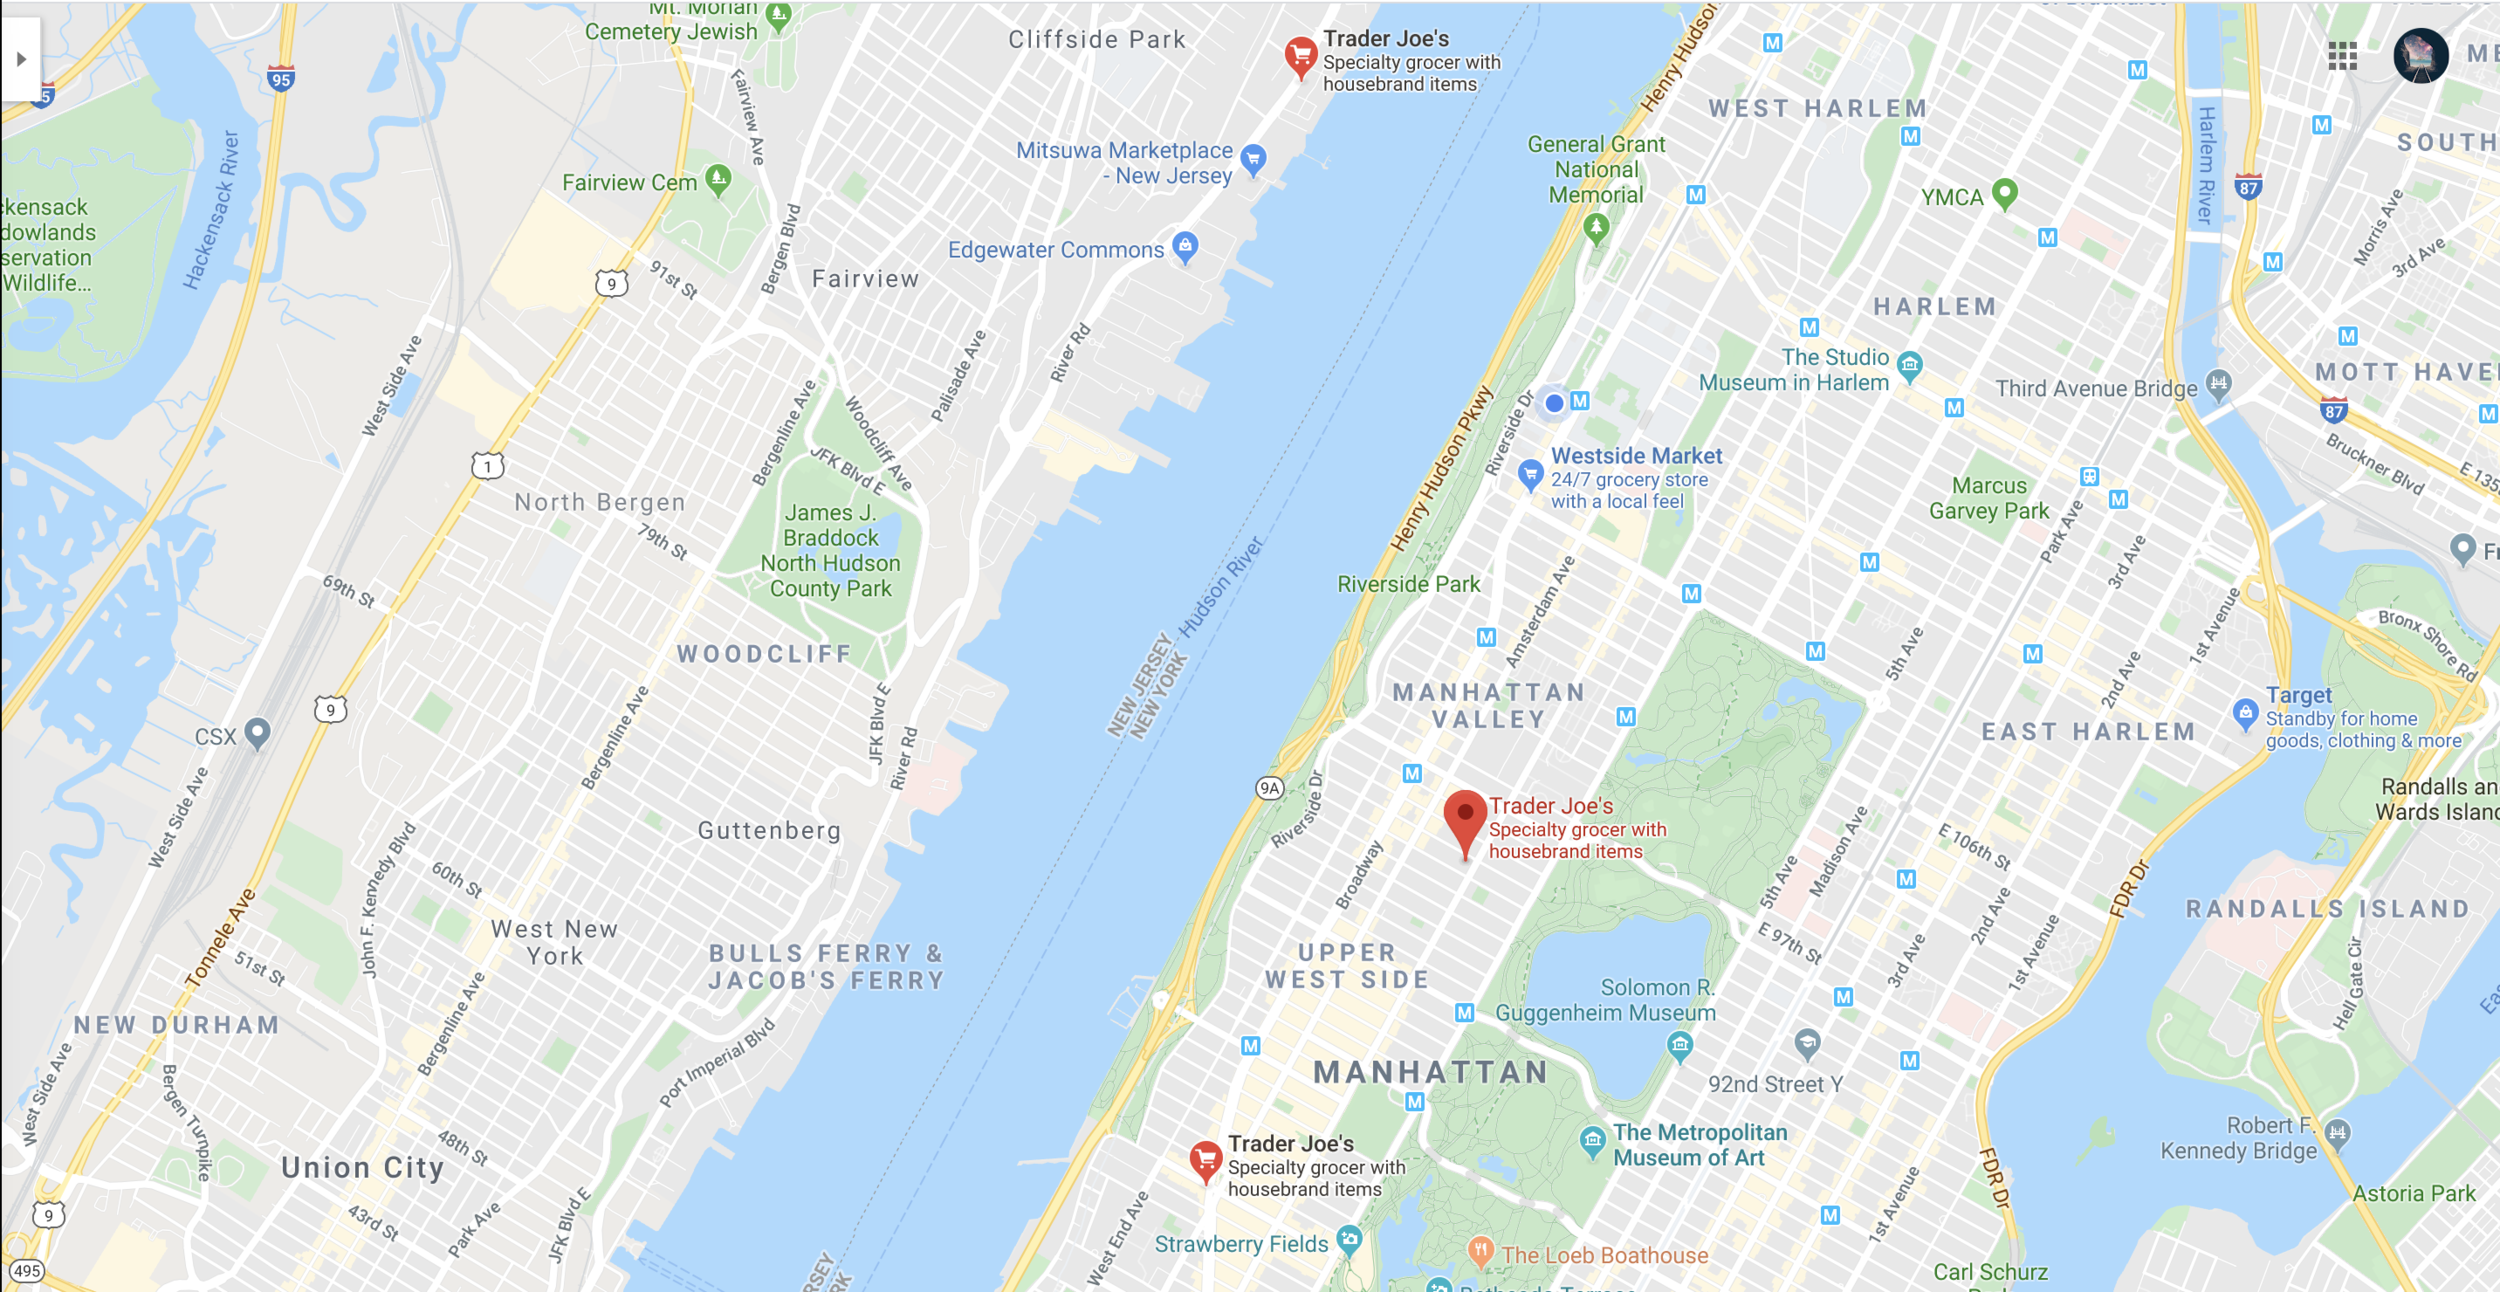 Mt. Moriah
Cemetery Jewish
Cliffside Park
Trader Joe's
Specialty grocer with
housebrand items
95
Fairview Ave
Henry Hudson
WEST HARLEM
M
M
M
M
Harlem River
SOUTH
Hackensack River
Mitsuwa Marketplace
- New Jersey
General Grant
National
Memorial
Fairview Cem
YMCA
M
87
ckensack
dowlands
servation
Wildlife...
Bergen Blvd
Edgewater Commons
M
Morris Ave
3rd Ave
M
9
91st St
Fairview
HARLEM
M
M
West Side Ave
Palisade Ave
River Rd
The Studio
Museum in Harlem
MOTT HAVE
Third Avenue Bridge
87
M
M
M
Bergenline Ave
Woodcliff Ave
JFK Blvd E
Henry Hudson Pkwy
Riverside Dr
Westside Market
24/7 grocery store
with a local feel
Bruckner Blvd
E 135
1
North Bergen
79th St
James J.
Braddock
North Hudson
County Park
Marcus
Garvey Park
M
Park Ave
3rd Ave
1st Avenue
M
69th St
Hudson River
Riverside Park
Amsterdam Ave
M
M
M
5th Ave
M
Bronx Shore Rd
WOODCLIFF
NEW JERSEY
NEW YORK
MANHATTAN
VALLEY
M
2nd Ave
Target
Standby for home
goods, clothing & more
EAST HARLEM
9
CSX
Bergenline Ave
JFK Blvd E
River Rd
West Side Ave
9A
Riverside Dr
M
Trader Joe's
Specialty grocer with
housebrand items
Randalls an
Wards Island
Guttenberg
John F. Kennedy Blvd
60th St
Broadway
5th Ave
Madison Ave
E 106th St
M
FDR Dr
RANDALLS ISLAND
Tonnele Ave
West New
York
BULLS FERRY &
JACOB'S FERRY
UPPER
WEST SIDE
E 97th St
3rd Ave
2nd Ave
1st Avenue
Hell Gate Cir
51st St
NEW DURHAM
Bergenline Ave
Port Imperial Blvd
Solomon R.
Guggenheim Museum
M
M
M
M
MANHATTAN
92nd Street Y
West Side Ave
Bergen Turnpike
48th St
M
The Metropolitan
Museum of Art
Robert F.
Kennedy Bridge
Union City
Trader Joe's
Specialty grocer with
housebrand items
FDR Dr
Astoria Park
9
43rd St
Park Ave
JFK Blvd E
West End Ave
Strawberry Fields
The Loeb Boathouse
M
1st Avenue
495
Carl Schurz